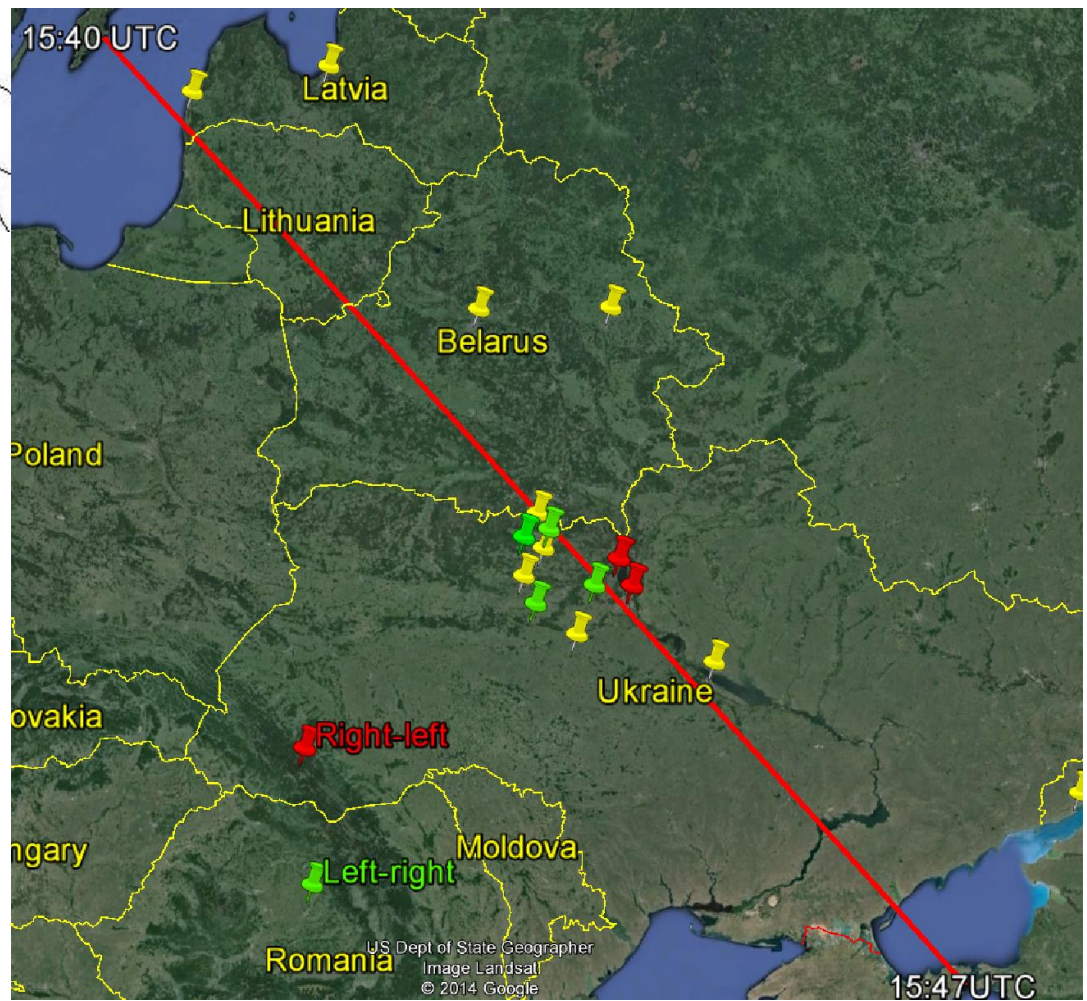 15:40 UTC
Latvia
Lithuania
Belarus
Poland
Ukraine
ovakia
Right-left
ngary
Moldova
Left-right
Romania
US Dept of State Geographer
Image Landsat
© 2014 Google
15:47UTC